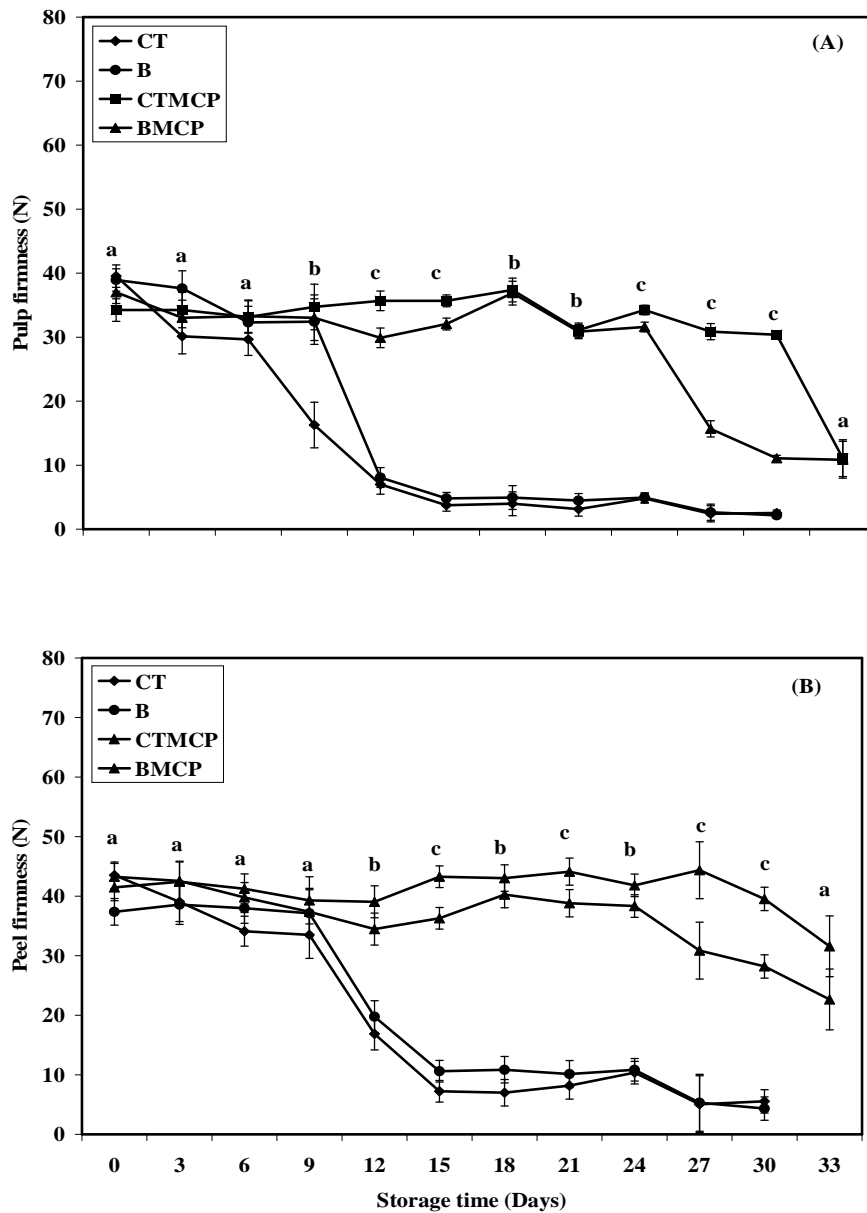 80
70
60
50
40
30
20
10
0
Pulp firmness (N)
CT
B
CTMCP
BMCP
(A)
a a a b c c b b c c c a
80
70
60
50
40
30
20
10
0
Peel firmness (N)
CT
B
CTMCP
BMCP
(B)
a a a a b c b c b c c a
0 3 6 9 12 15 18 21 24 27 30 33
Storage time (Days)